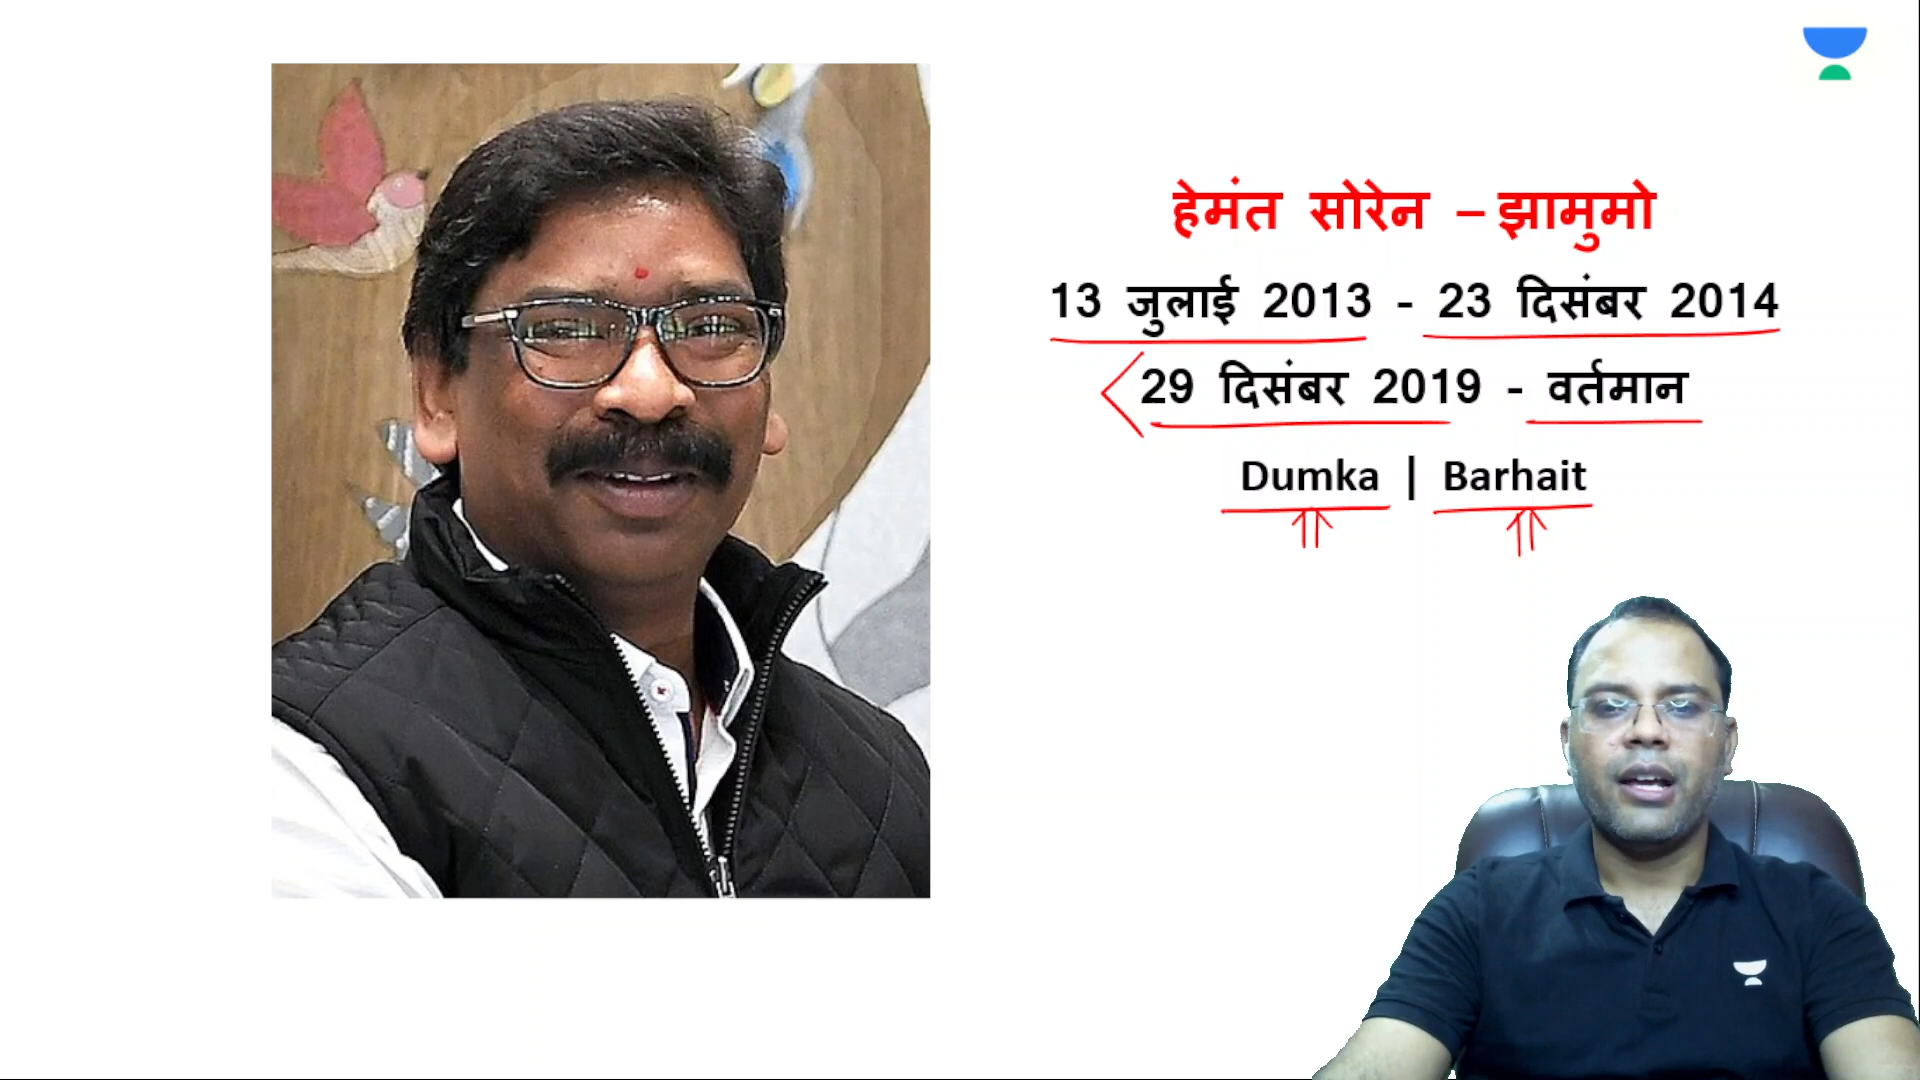 हेमंत सोरेन – झामुमो
13 जुलाई 2013 - 23 दिसंबर 2014
29 दिसंबर 2019 - वर्तमान
Dumka | Barhait